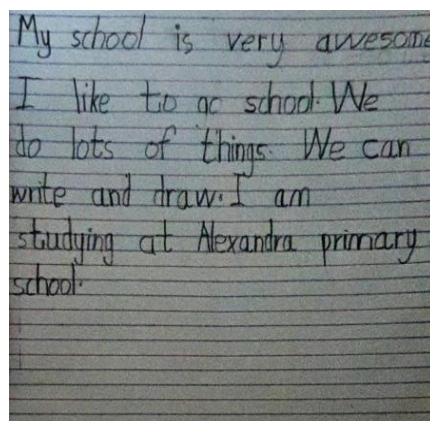 My school is very awesome
I like to go school. We
do lots of things. We can
write and draw. I am
studying at Alexandra primary
school.